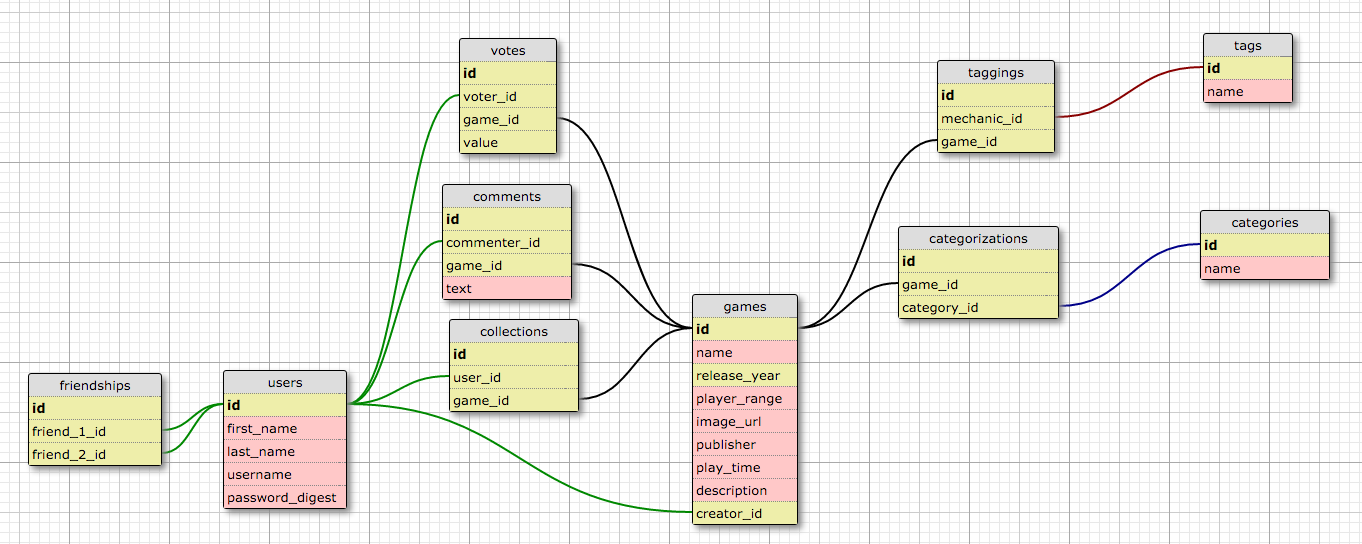 votes
id
voter_id
game_id
value
comments
id
commenter_id
game_id
text
collections
id
user_id
game_id
friendships
id
friend_1_id
friend_2_id
users
id
first_name
last_name
username
password_digest
games
id
name
release_year
player_range
image_url
publisher
play_time
description
creator_id
taggings
id
mechanic_id
game_id
categorizations
id
game_id
category_id
tags
id
name
categories
id
name